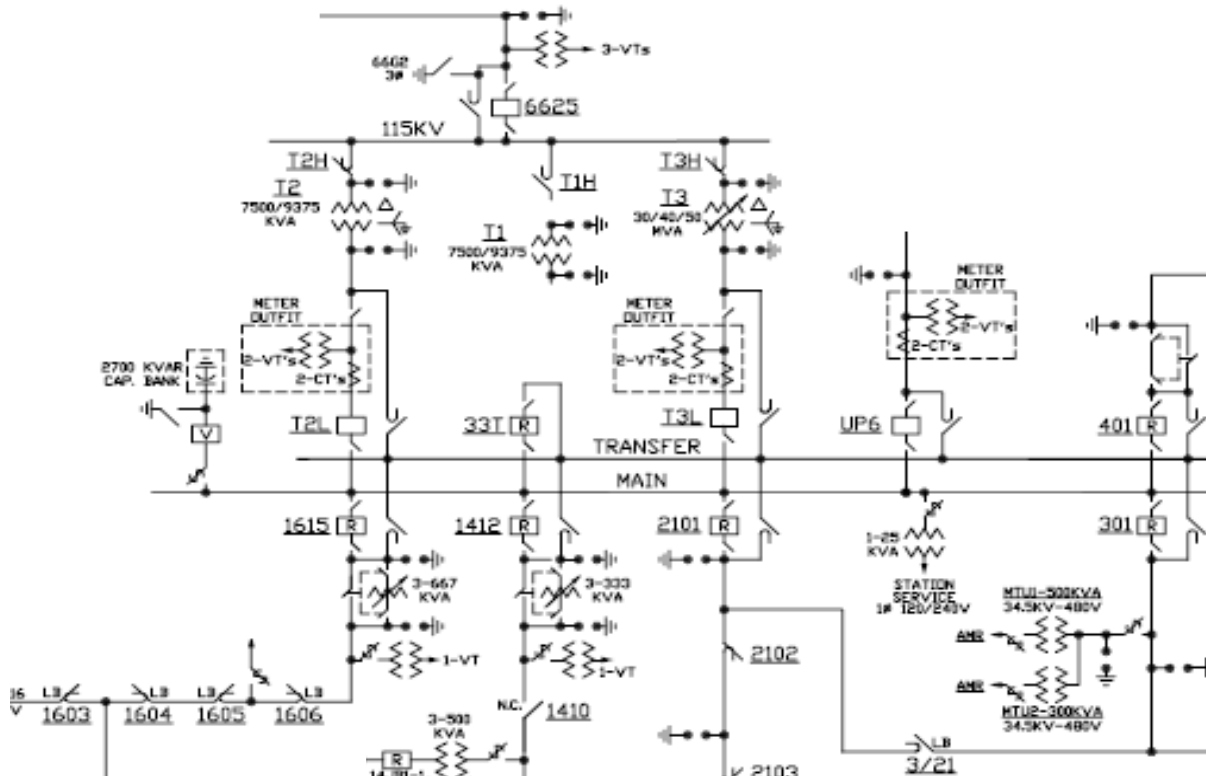 3-VTs
66G2
3Ø
6625
115KV
T2H
T1H
T3H
T2
7500/9375
KVA
T1
7500/9375
KVA
T3
30/40/50
MVA
METER
OUTFIT
2-VT's
2-CT's
METER
OUTFIT
2-VT's
2-CT's
METER
OUTFIT
2-VT's
2-CT's
2700 KVAR
CAP. BANK
V
T2L
33T
R
T3L
UP6
401
R
TRANSFER
MAIN
1615
R
1412
R
2101
R
301
R
3-667
KVA
3-333
KVA
1-25
KVA
STATION
SERVICE
1Ø 120/240V
MTU1-500KVA
34.5KV-480V
AMR
AMR
MTU2-300KVA
34.5KV-480V
1-VT
1-VT
2102
16
V
LB
1603
LB
1604
LB
1605
LB
1606
N.C.
1410
3-500
KVA
R
LB
3/21
2103